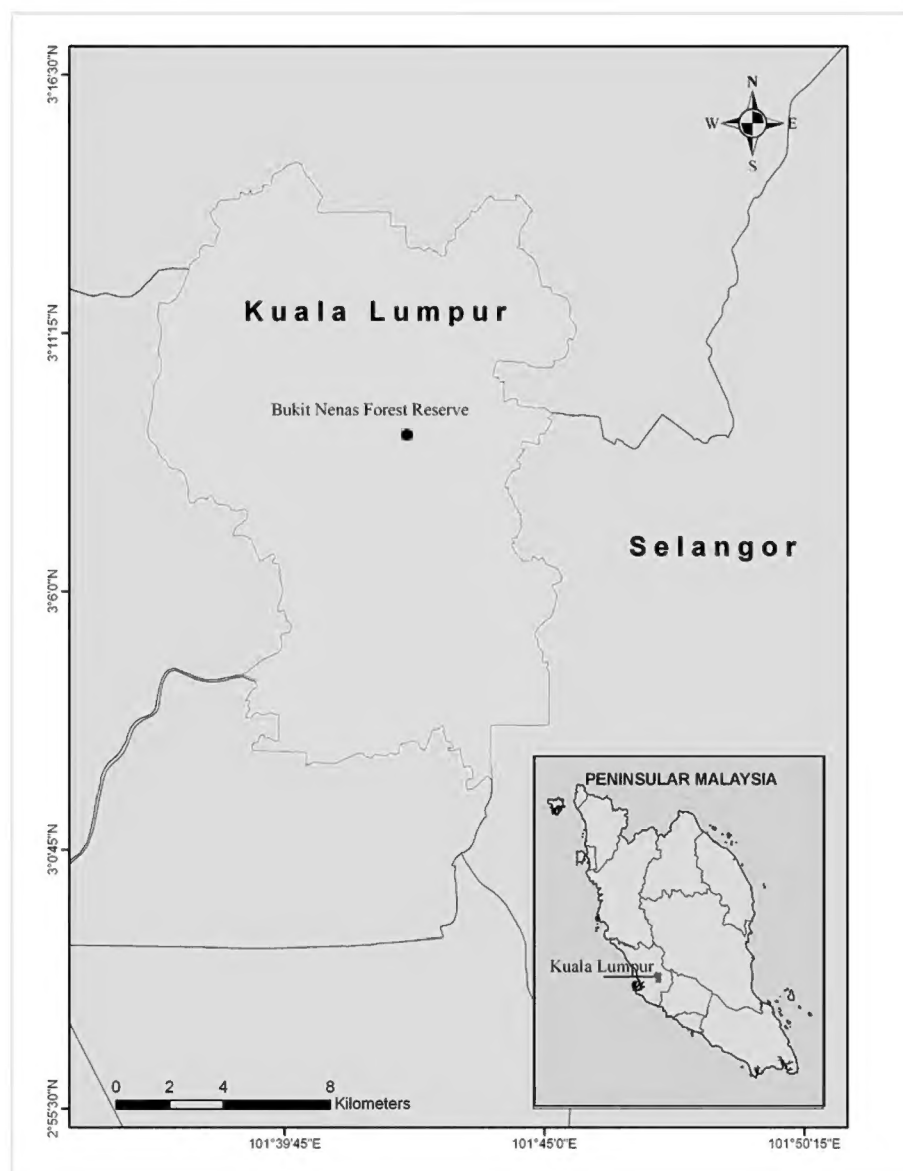 3°16'30"N
N
W E
S
Kuala Lumpur
3°11'15"N
Bukit Nenas Forest Reserve
Selangor
3°6'0"N
PENINSULAR MALAYSIA
3°0'45"N
Kuala Lumpur
0 2 4 8
Kilometers
2°55'30"N
101°39'45"E 101°45'0"E 101°50'15"E